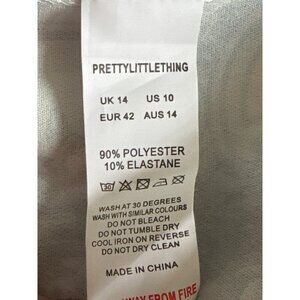 PRETTYLITTLETHING
UK 14 US 10
EUR 42 AUS 14
90% POLYESTER
10% ELASTANE
WASH AT 30 DEGREES
WASH WITH SIMILAR COLOURS
DO NOT BLEACH
DO NOT TUMBLE DRY
COOL IRON ON REVERSE
DO NOT DRY CLEAN
MADE IN CHINA
FROM FIRE